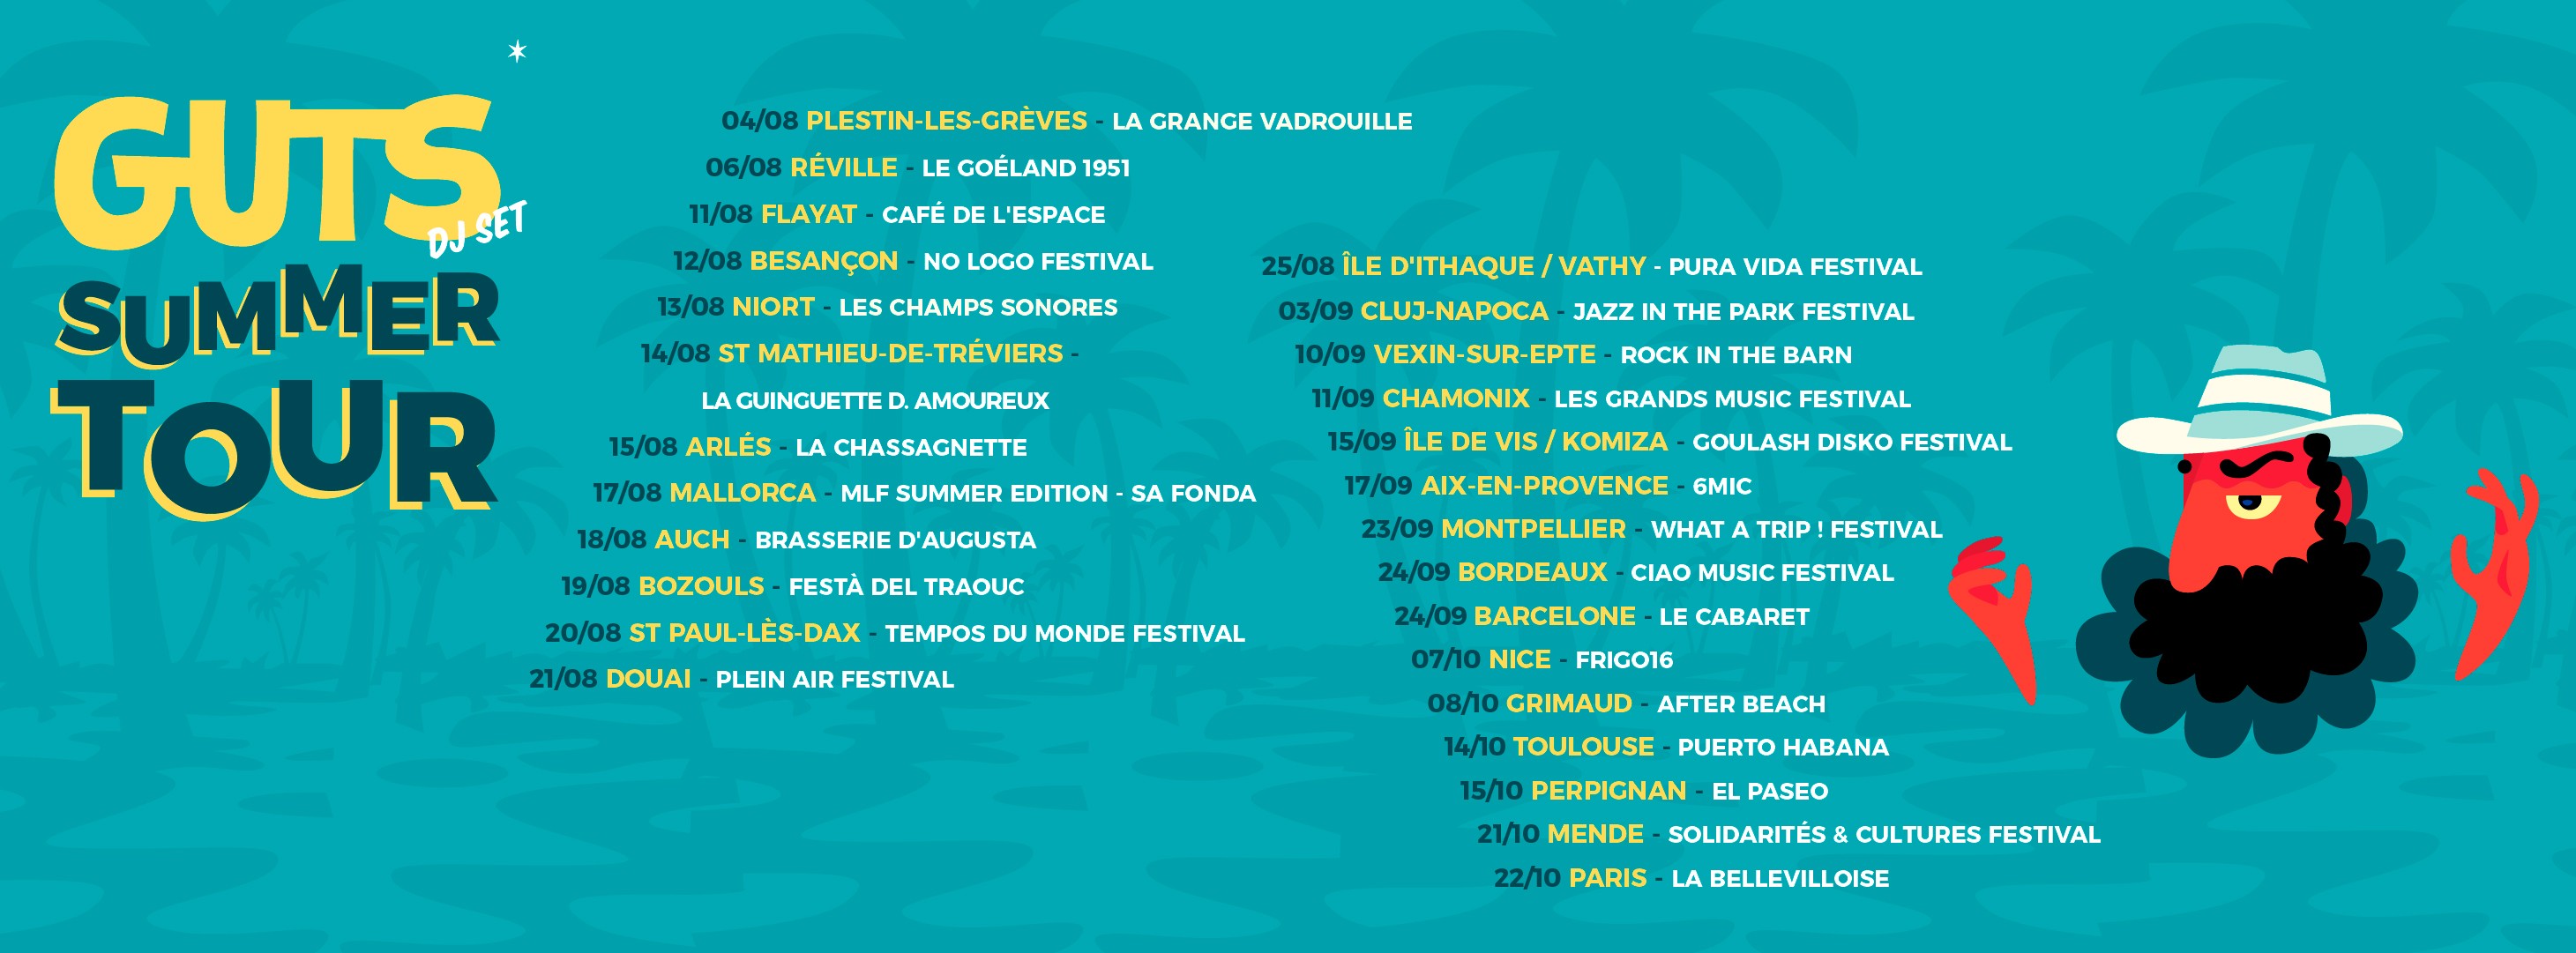 GUTS
DJ SET
SUMMER
TOUR
04/08 PLESTIN-LES-GRÈVES - LA GRANGE VADROUILLE
06/08 RÉVILLE - LE GOÉLAND 1951
11/08 FLAYAT - CAFÉ DE L'ESPACE
12/08 BESANÇON - NO LOGO FESTIVAL
13/08 NIORT - LES CHAMPS SONORES
14/08 ST MATHIEU-DE-TRÉVIERS -
LA GUINGUETTE D. AMOUREUX
15/08 ARLÉS - LA CHASSAGNETTE
17/08 MALLORCA - MLF SUMMER EDITION - SA FONDA
18/08 AUCH - BRASSERIE D'AUGUSTA
19/08 BOZOULS - FESTÀ DEL TRAOUC
20/08 ST PAUL-LÈS-DAX - TEMPOS DU MONDE FESTIVAL
21/08 DOUAI - PLEIN AIR FESTIVAL
25/08 ÎLE D'ITHAQUE / VATHY - PURA VIDA FESTIVAL
03/09 CLUJ-NAPOCA - JAZZ IN THE PARK FESTIVAL
10/09 VEXIN-SUR-EPTE - ROCK IN THE BARN
11/09 CHAMONIX - LES GRANDS MUSIC FESTIVAL
15/09 ÎLE DE VIS / KOMIZA - GOULASH DISKO FESTIVAL
17/09 AIX-EN-PROVENCE - 6MIC
23/09 MONTPELLIER - WHAT A TRIP ! FESTIVAL
24/09 BORDEAUX - CIAO MUSIC FESTIVAL
24/09 BARCELONE - LE CABARET
07/10 NICE - FRIGO16
08/10 GRIMAUD - AFTER BEACH
14/10 TOULOUSE - PUERTO HABANA
15/10 PERPIGNAN - EL PASEO
21/10 MENDE - SOLIDARITÉS & CULTURES FESTIVAL
22/10 PARIS - LA BELLEVILLOISE